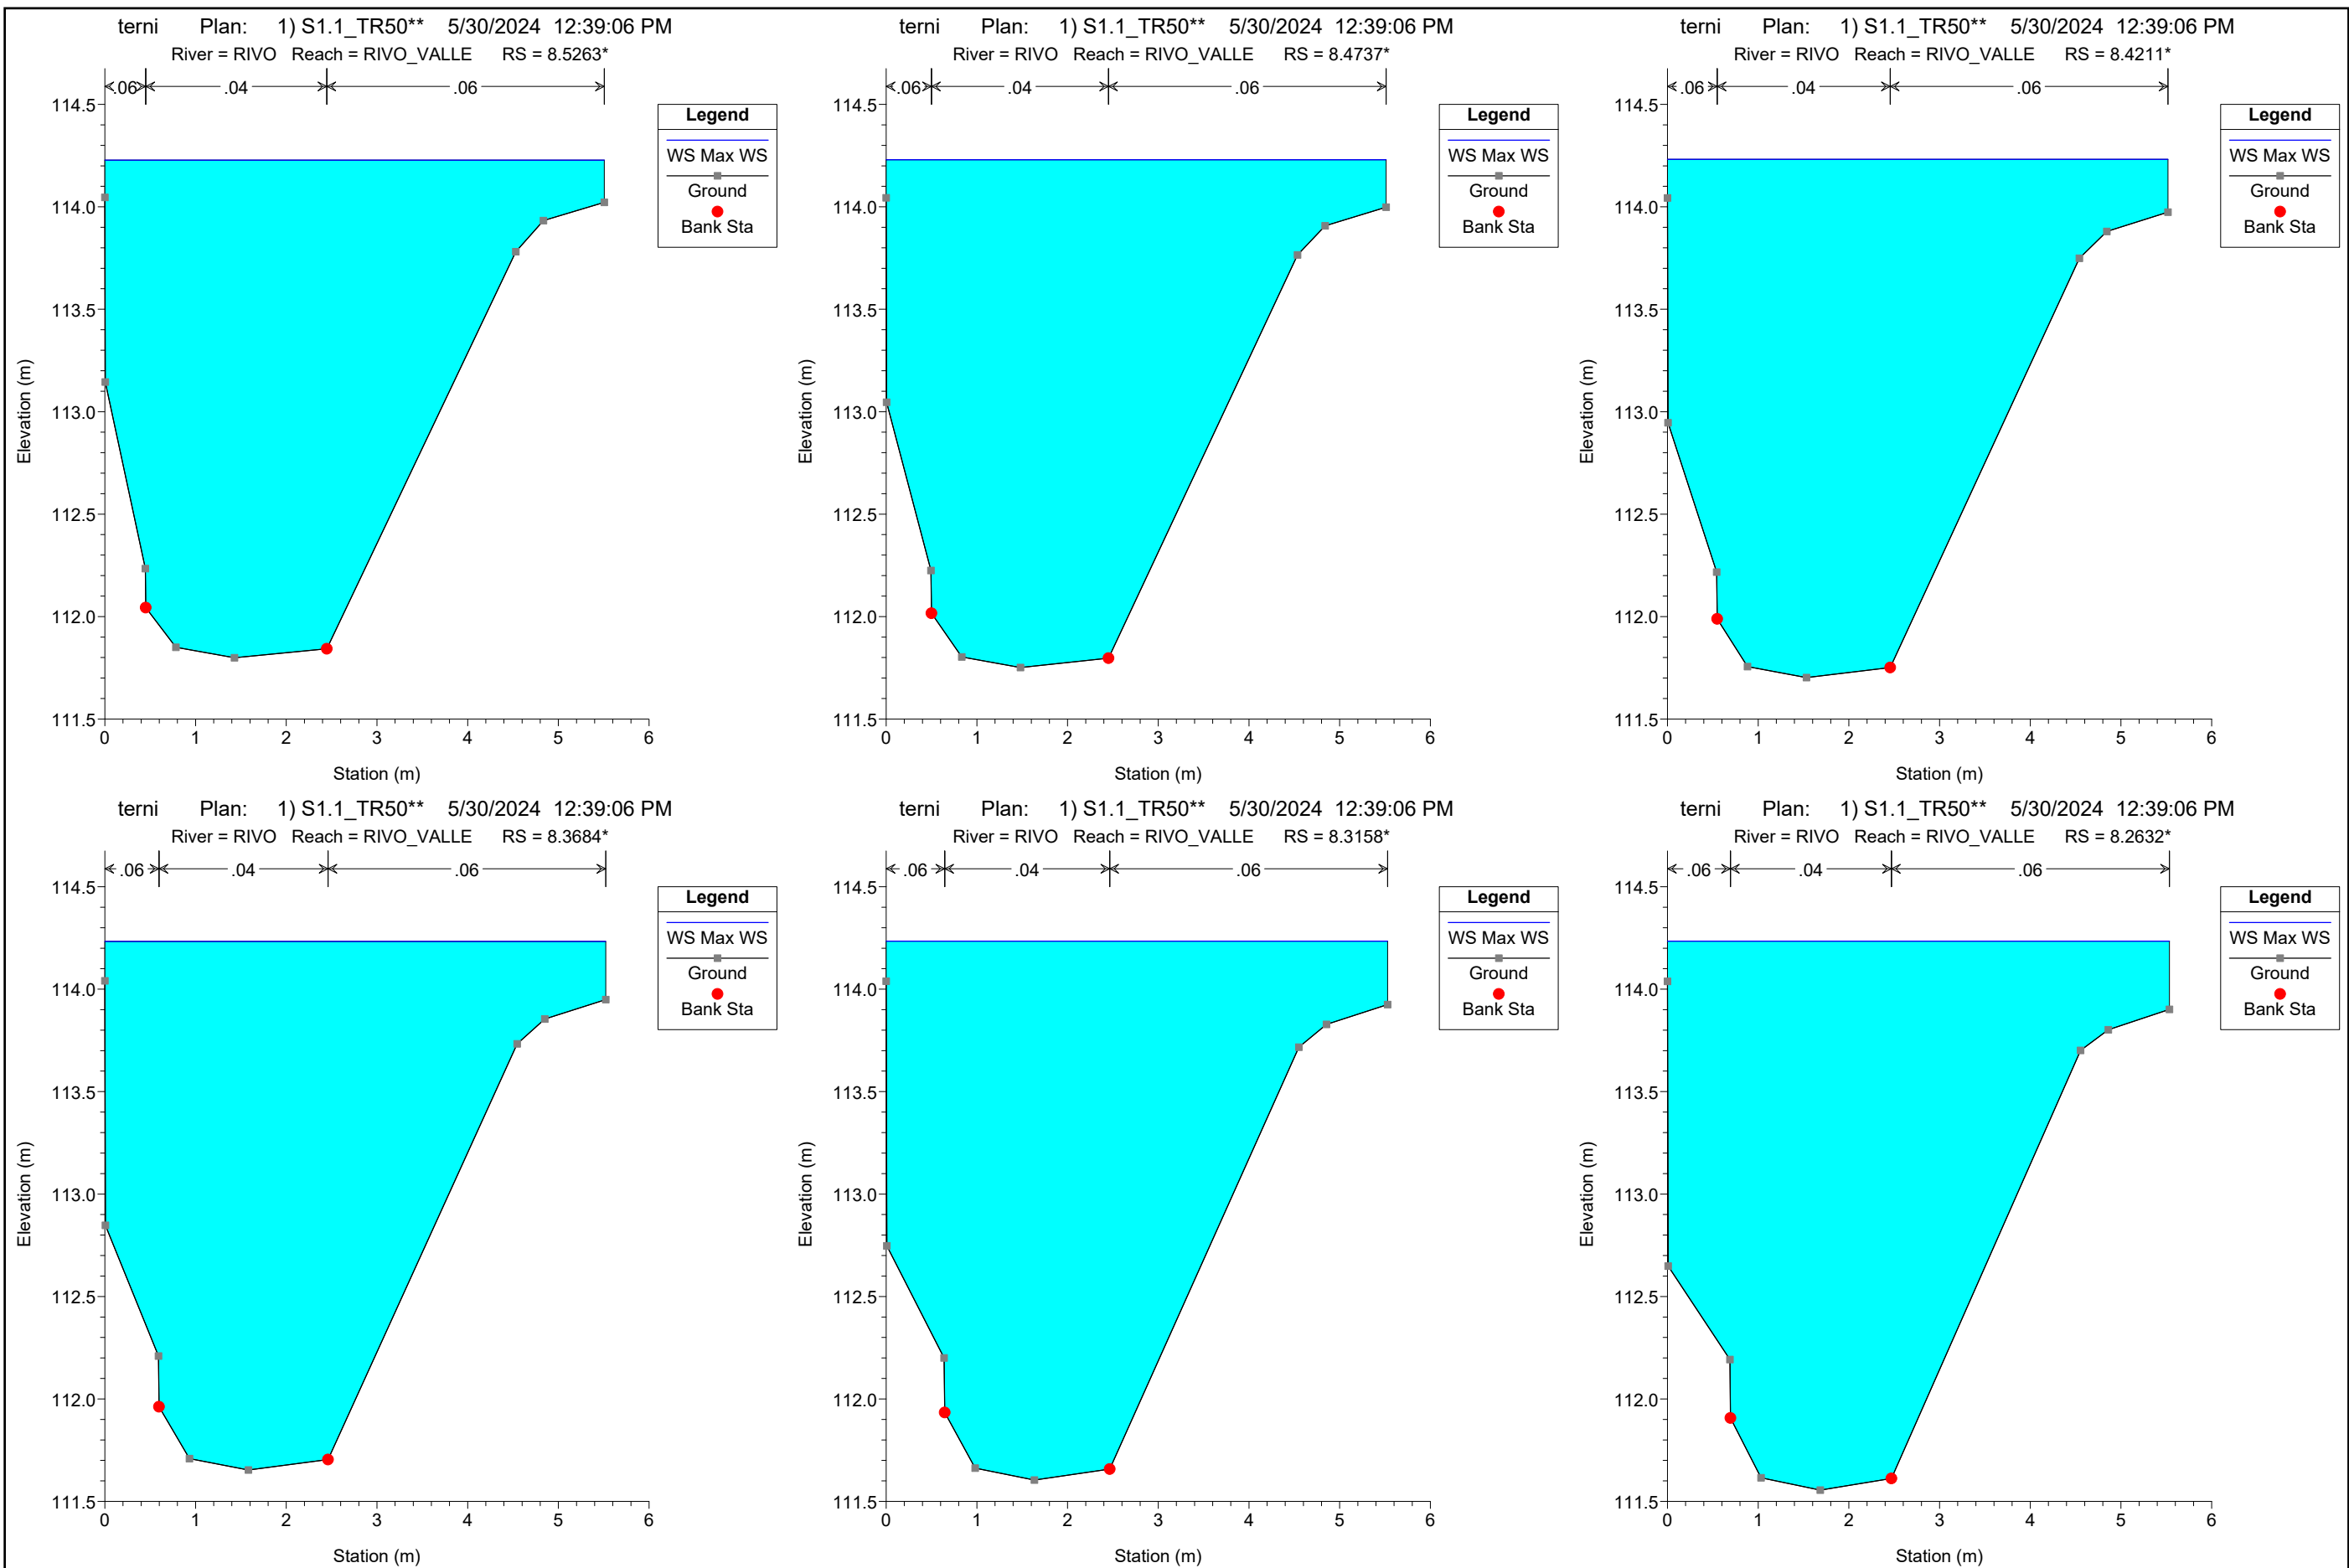 terni Plan: 1) S1.1_TR50** 5/30/2024 12:39:06 PM
River = RIVO Reach = RIVO_VALLE RS = 8.5263*
.06 .04 .06
Legend
WS Max WS
Ground
Bank Sta
114.5
114.0
113.5
113.0
112.5
112.0
111.5
Elevation (m)
0 1 2 3 4 5 6
Station (m)
terni Plan: 1) S1.1_TR50** 5/30/2024 12:39:06 PM
River = RIVO Reach = RIVO_VALLE RS = 8.4737*
.06 .04 .06
Legend
WS Max WS
Ground
Bank Sta
114.5
114.0
113.5
113.0
112.5
112.0
111.5
Elevation (m)
0 1 2 3 4 5 6
Station (m)
terni Plan: 1) S1.1_TR50** 5/30/2024 12:39:06 PM
River = RIVO Reach = RIVO_VALLE RS = 8.4211*
.06 .04 .06
Legend
WS Max WS
Ground
Bank Sta
114.5
114.0
113.5
113.0
112.5
112.0
111.5
Elevation (m)
0 1 2 3 4 5 6
Station (m)
terni Plan: 1) S1.1_TR50** 5/30/2024 12:39:06 PM
River = RIVO Reach = RIVO_VALLE RS = 8.3684*
.06 .04 .06
Legend
WS Max WS
Ground
Bank Sta
114.5
114.0
113.5
113.0
112.5
112.0
111.5
Elevation (m)
0 1 2 3 4 5 6
Station (m)
terni Plan: 1) S1.1_TR50** 5/30/2024 12:39:06 PM
River = RIVO Reach = RIVO_VALLE RS = 8.3158*
.06 .04 .06
Legend
WS Max WS
Ground
Bank Sta
114.5
114.0
113.5
113.0
112.5
112.0
111.5
Elevation (m)
0 1 2 3 4 5 6
Station (m)
terni Plan: 1) S1.1_TR50** 5/30/2024 12:39:06 PM
River = RIVO Reach = RIVO_VALLE RS = 8.2632*
.06 .04 .06
Legend
WS Max WS
Ground
Bank Sta
114.5
114.0
113.5
113.0
112.5
112.0
111.5
Elevation (m)
0 1 2 3 4 5 6
Station (m)